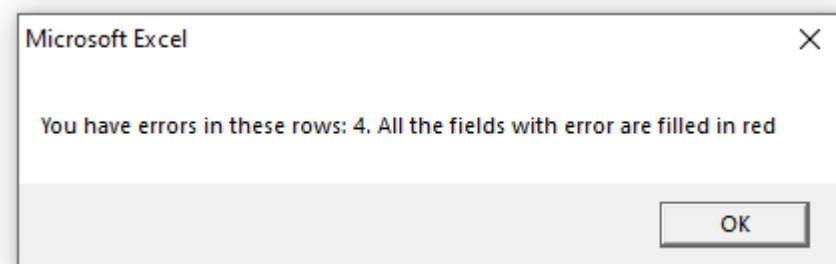 Microsoft Excel
You have errors in these rows: 4. All the fields with error are filled in red
OK